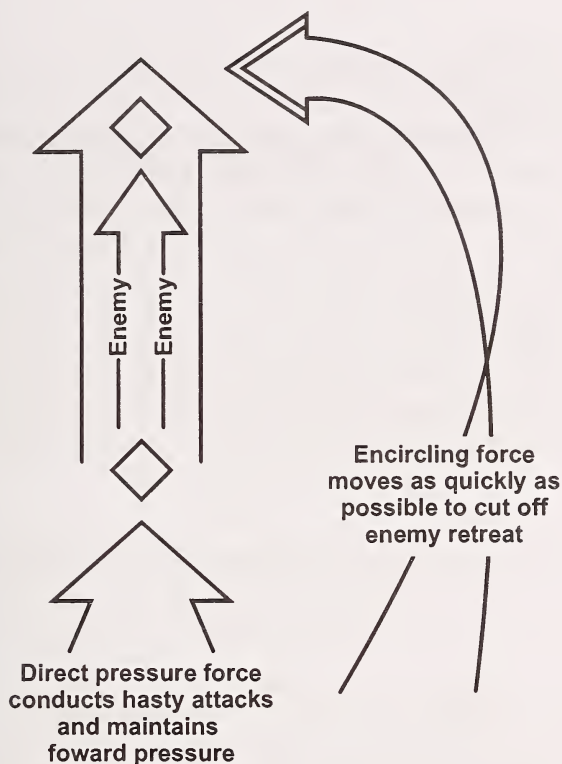 Enemy
Enemy
Encircling force
moves as quickly as
possible to cut off
enemy retreat
Direct pressure force
conducts hasty attacks
and maintains
foward pressure